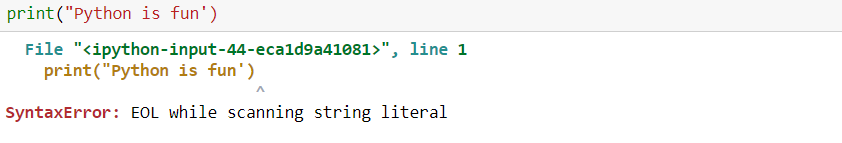 print("Python is fun')
File "<ipython-input-44-eca1d9a41081>", line 1
print("Python is fun')
^
SyntaxError: EOL while scanning string literal